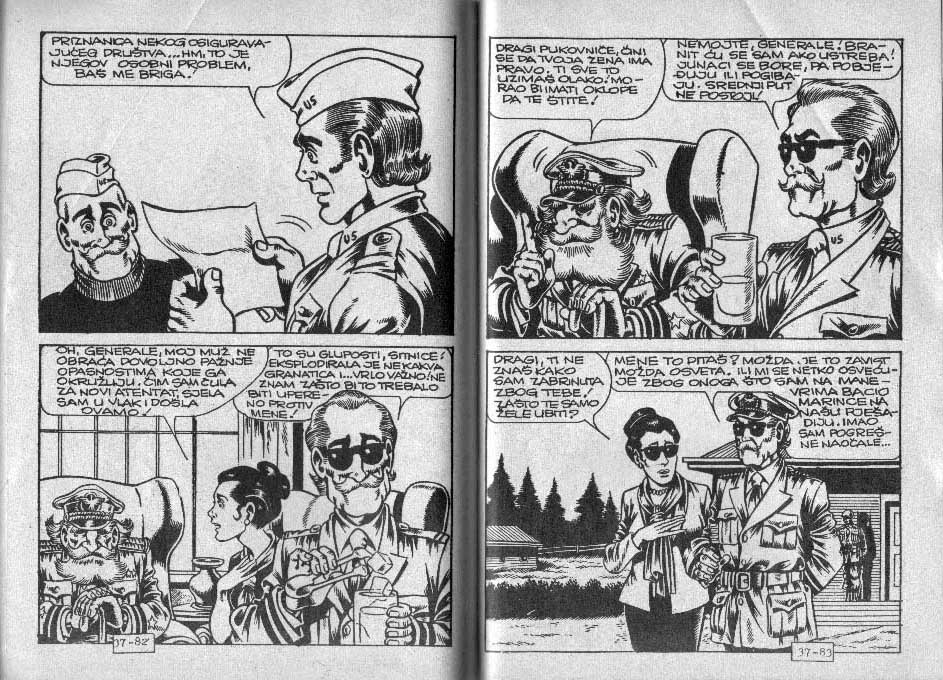 PRIZNANICA NEKOG OSIGURAVA-
JUĆEG DRUŠTVA... HM, TO JE
NJEGOV OSOBNI PROBLEM,
BAŠ ME BRIGA!
US
US
OH, GENERALE, MOJ MUŽ NE
OBRAĆA DOVOLJNO PAŽNJE
OPASNOSTIMA KOJE GA
OKRUŽUJU. ČIM SAM ČULA
ZA NOVI ATENTAT, SJELA
SAM U VLAK I DOŠLA
OVAMO!
TO SU GLUPOSTI, SITNICE!
EKSPLODIRALA JE NEKAKVA
GRANATICA... VRLO VAŽNO! NE
ZNAM ZAŠTO BI TO TREBALO
BITI UPERE-
NO PROTIV
MENE!
37-82
DRAGI PUKOVNIČE, ČINI
SE DA TVOJA ŽENA IMA
PRAVO. TI SVE TO
UZIMAŠ OLAKO! MO-
RAO BI IMATI OKLOPE
DA TE ŠTITE!
NEMOJTE, GENERALE! BRA-
NIT ĆU SE SAM AKO USTREBA!
JUNACI SE BORE, PA POBJE-
ĐUJU ILI POGIBA-
JU. SREDNJI PUT
NE POSTOJI!
US
DRAGI, TI NE
ZNAŠ KAKO
SAM ZABRINUTA
ZBOG TEBE.
ZAŠTO TE SAMO
ŽELE UBITI?
MENE TO PITAŠ? MOŽDA JE TO ZAVIST
MOŽDA OSVETA, ILI MI SE NETKO OSVEĆU-
JE ZBOG ONOGA ŠTO SAM NA MANE-
VRIMA BACIO
MARINCE NA
NAŠU PJEŠA-
DIJU. IMAO
SAM POGREŠ-
NE NAOČALE...
37-83